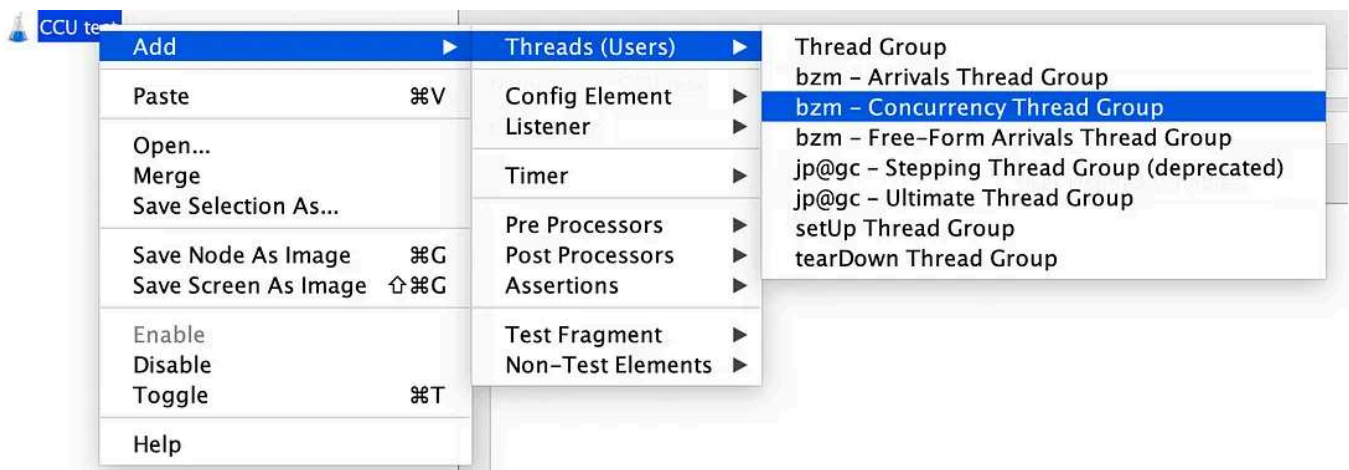 CCU te
Add
Paste ⌘V
Open...
Merge
Save Selection As...
Save Node As Image ⌘G
Save Screen As Image ⇧⌘G
Enable
Disable
Toggle ⌘T
Help
Threads (Users)
Config Element
Listener
Timer
Pre Processors
Post Processors
Assertions
Test Fragment
Non-Test Elements
Thread Group
bzm – Arrivals Thread Group
bzm – Concurrency Thread Group
bzm – Free-Form Arrivals Thread Group
jp@gc – Stepping Thread Group (deprecated)
jp@gc – Ultimate Thread Group
setUp Thread Group
tearDown Thread Group